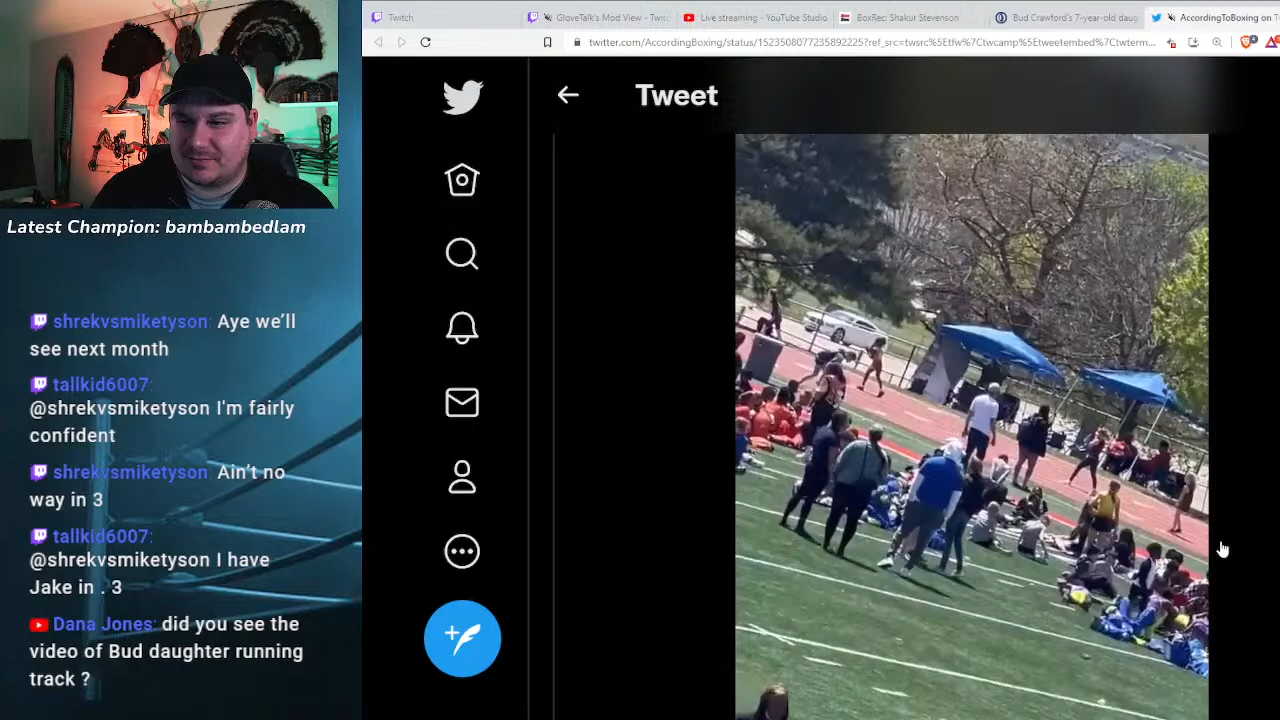 Twitch
GloveTalk's Mod View - Twitc
Live streaming - YouTube Studio
BoxRec: Shakur Stevenson
Bud Crawford's 7-year-old daug
AccordingToBoxing on T
twitter.com/AccordingBoxing/status/1523508077235892225?ref_src=twsrc%5Etfw%7Ctwcamp%5Etweetembed%7Ctwterm...
Tweet
Latest Champion: bambambedlam
shrekvsmiketyson: Aye we'll
see next month
tallkid6007:
@shrekvsmiketyson I'm fairly
confident
shrekvsmiketyson: Ain't no
way in 3
tallkid6007:
@shrekvsmiketyson I have
Jake in . 3
Dana Jones: did you see the
video of Bud daughter running
track ?